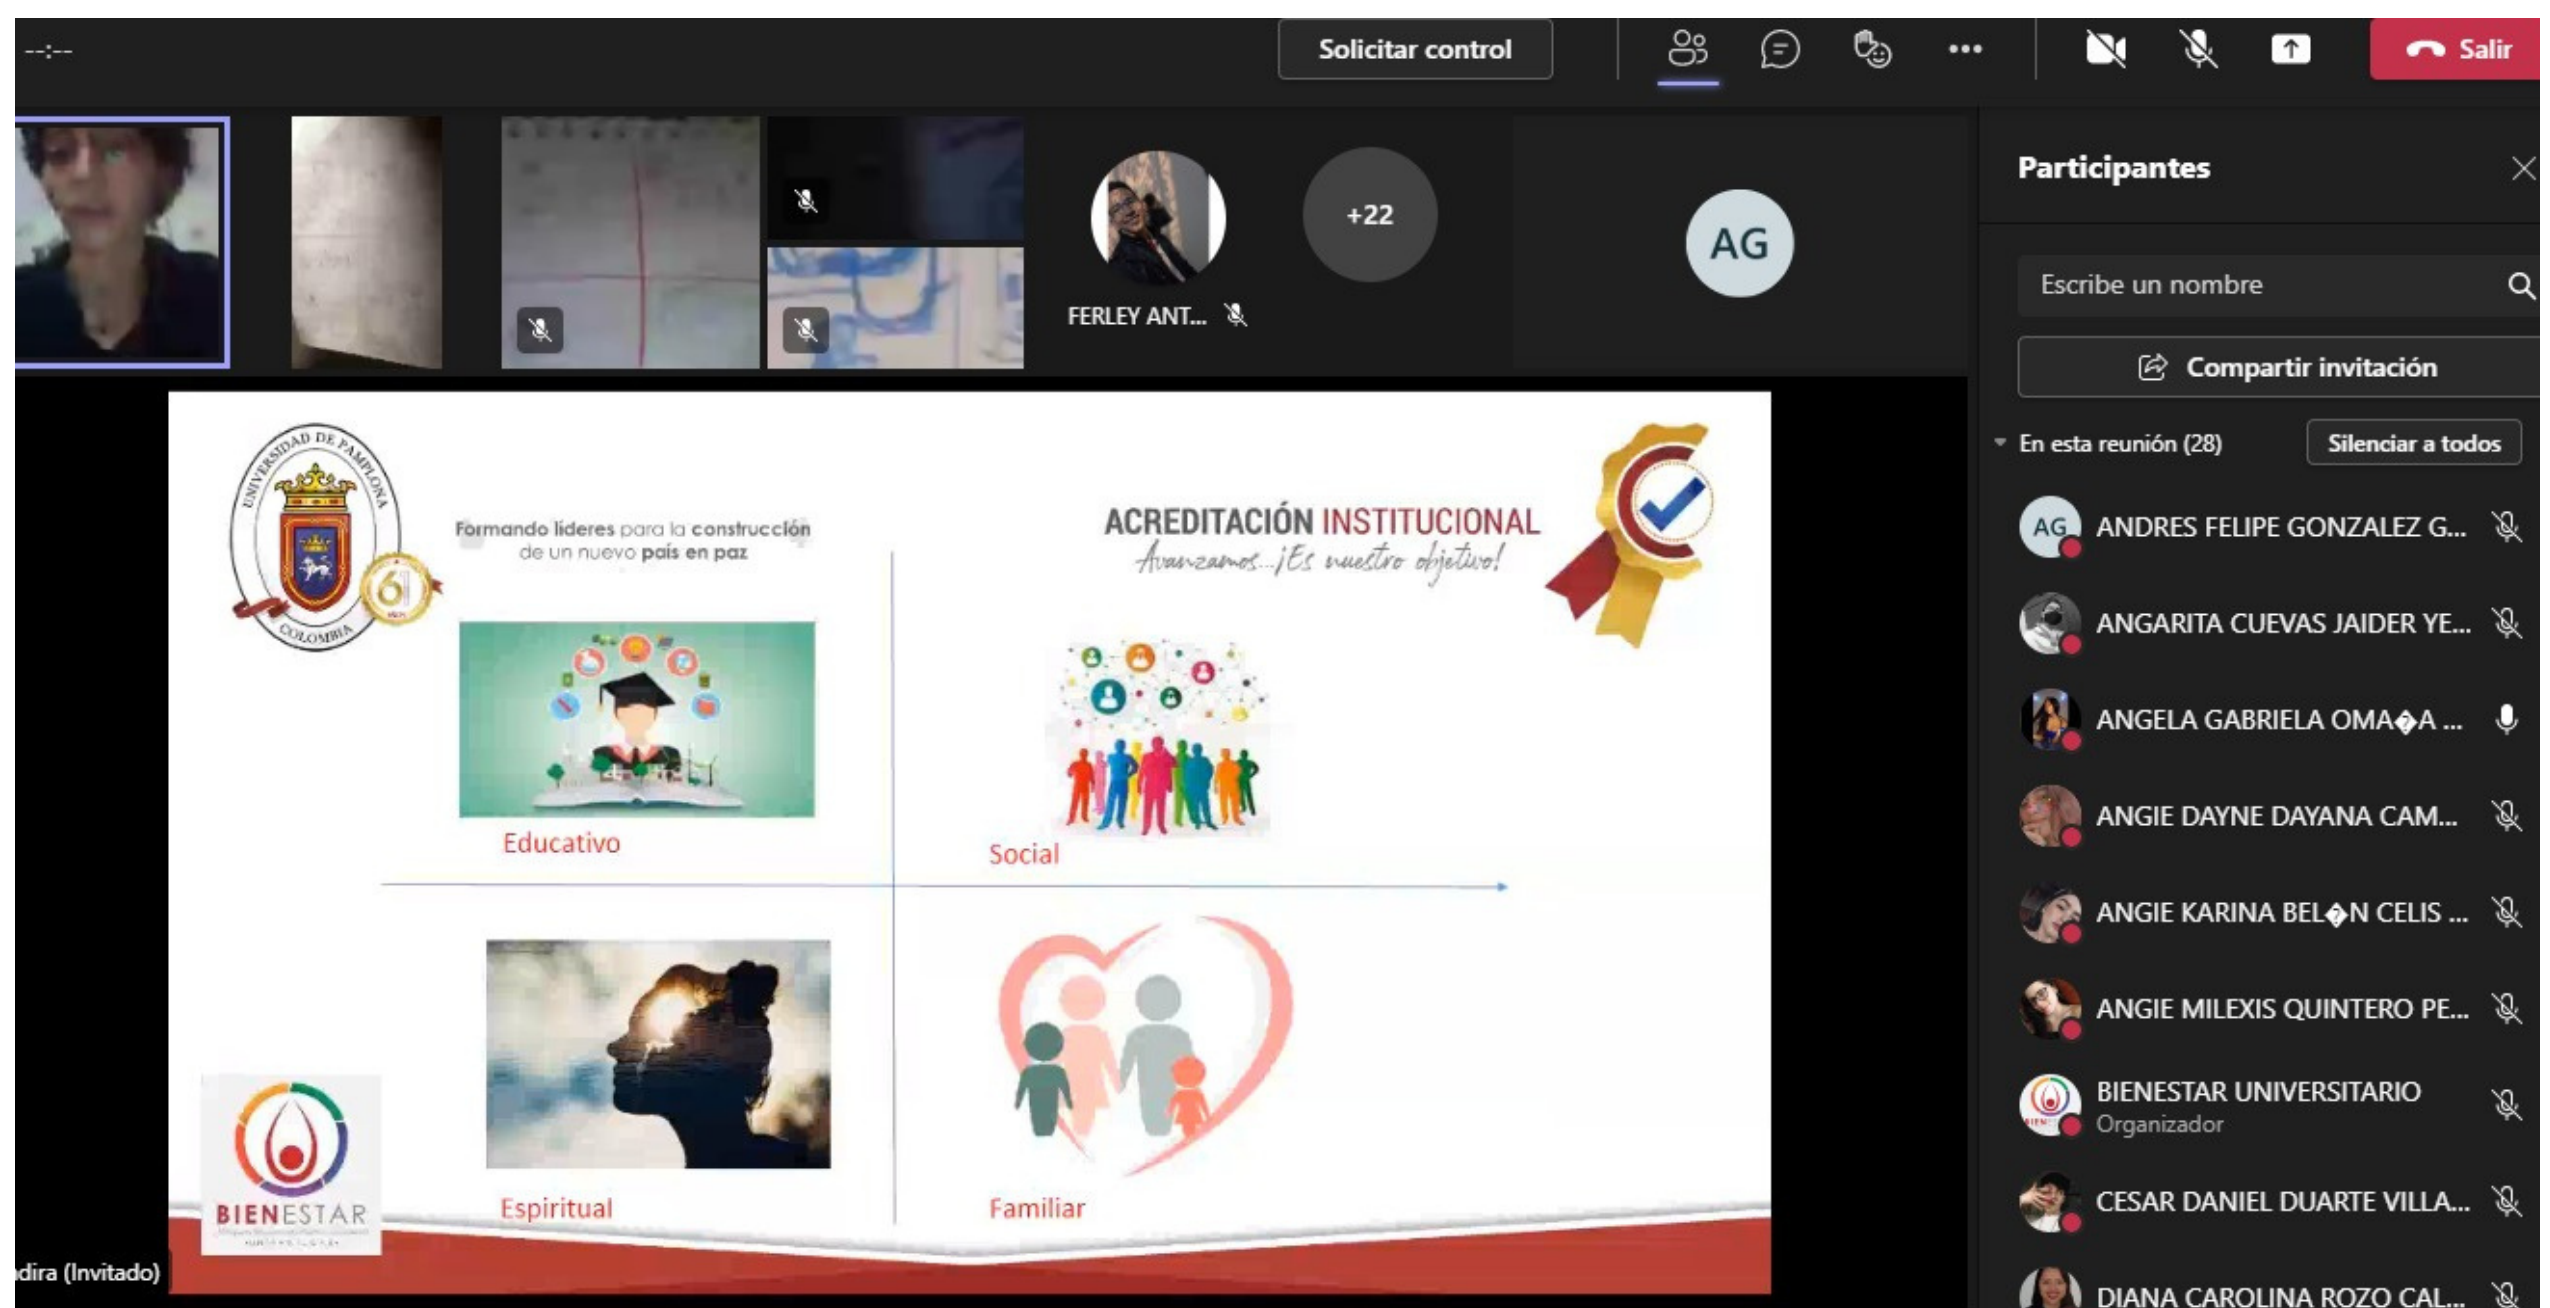 --:--
Solicitar control
Salir
FERLEY ANT...
+22
AG
Participantes
Escribe un nombre
Compartir invitación
En esta reunión (28)
Silenciar a todos
AG
ANDRES FELIPE GONZALEZ G...
ANGARITA CUEVAS JAIDER YE...
ANGELA GABRIELA OMA�A ...
ANGIE DAYNE DAYANA CAM...
ANGIE KARINA BEL�N CELIS ...
ANGIE MILEXIS QUINTERO PE...
BIENESTAR UNIVERSITARIO
Organizador
CESAR DANIEL DUARTE VILLA...
DIANA CAROLINA ROZO CAL...
UNIVERSIDAD DE PAMPLONA
COLOMBIA
61
Formando líderes para la construcción
de un nuevo país en paz
ACREDITACIÓN INSTITUCIONAL
Avanzamos...¡Es nuestro objetivo!
Educativo
Social
Espiritual
Familiar
BIENESTAR
dira (Invitado)